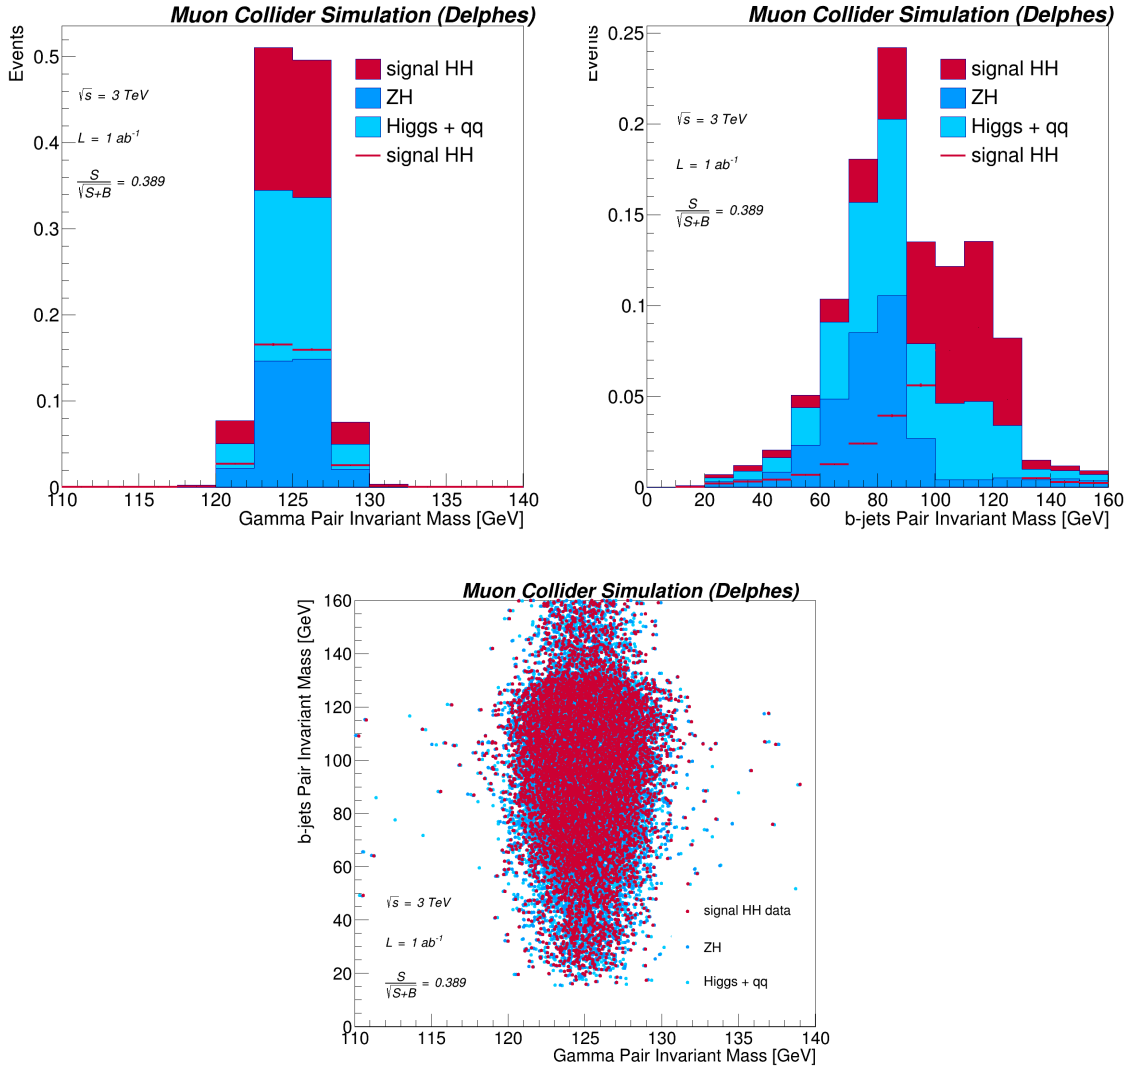 Muon Collider Simulation (Delphes)
Events
0.5
0.4
0.3
0.2
0.1
0
√s = 3 TeV
L = 1 ab⁻¹
S/√S+B = 0.389
signal HH
ZH
Higgs + qq
signal HH
110 115 120 125 130 135 140
Gamma Pair Invariant Mass [GeV]
Muon Collider Simulation (Delphes)
Events
0.25
0.2
0.15
0.1
0.05
0
√s = 3 TeV
L = 1 ab⁻¹
S/√S+B = 0.389
signal HH
ZH
Higgs + qq
signal HH
0 20 40 60 80 100 120 140 160
b-jets Pair Invariant Mass [GeV]
Muon Collider Simulation (Delphes)
b-jets Pair Invariant Mass [GeV]
160
140
120
100
80
60
40
20
0
√s = 3 TeV
L = 1 ab⁻¹
S/√S+B = 0.389
signal HH data
ZH
Higgs + qq
110 115 120 125 130 135 140
Gamma Pair Invariant Mass [GeV]